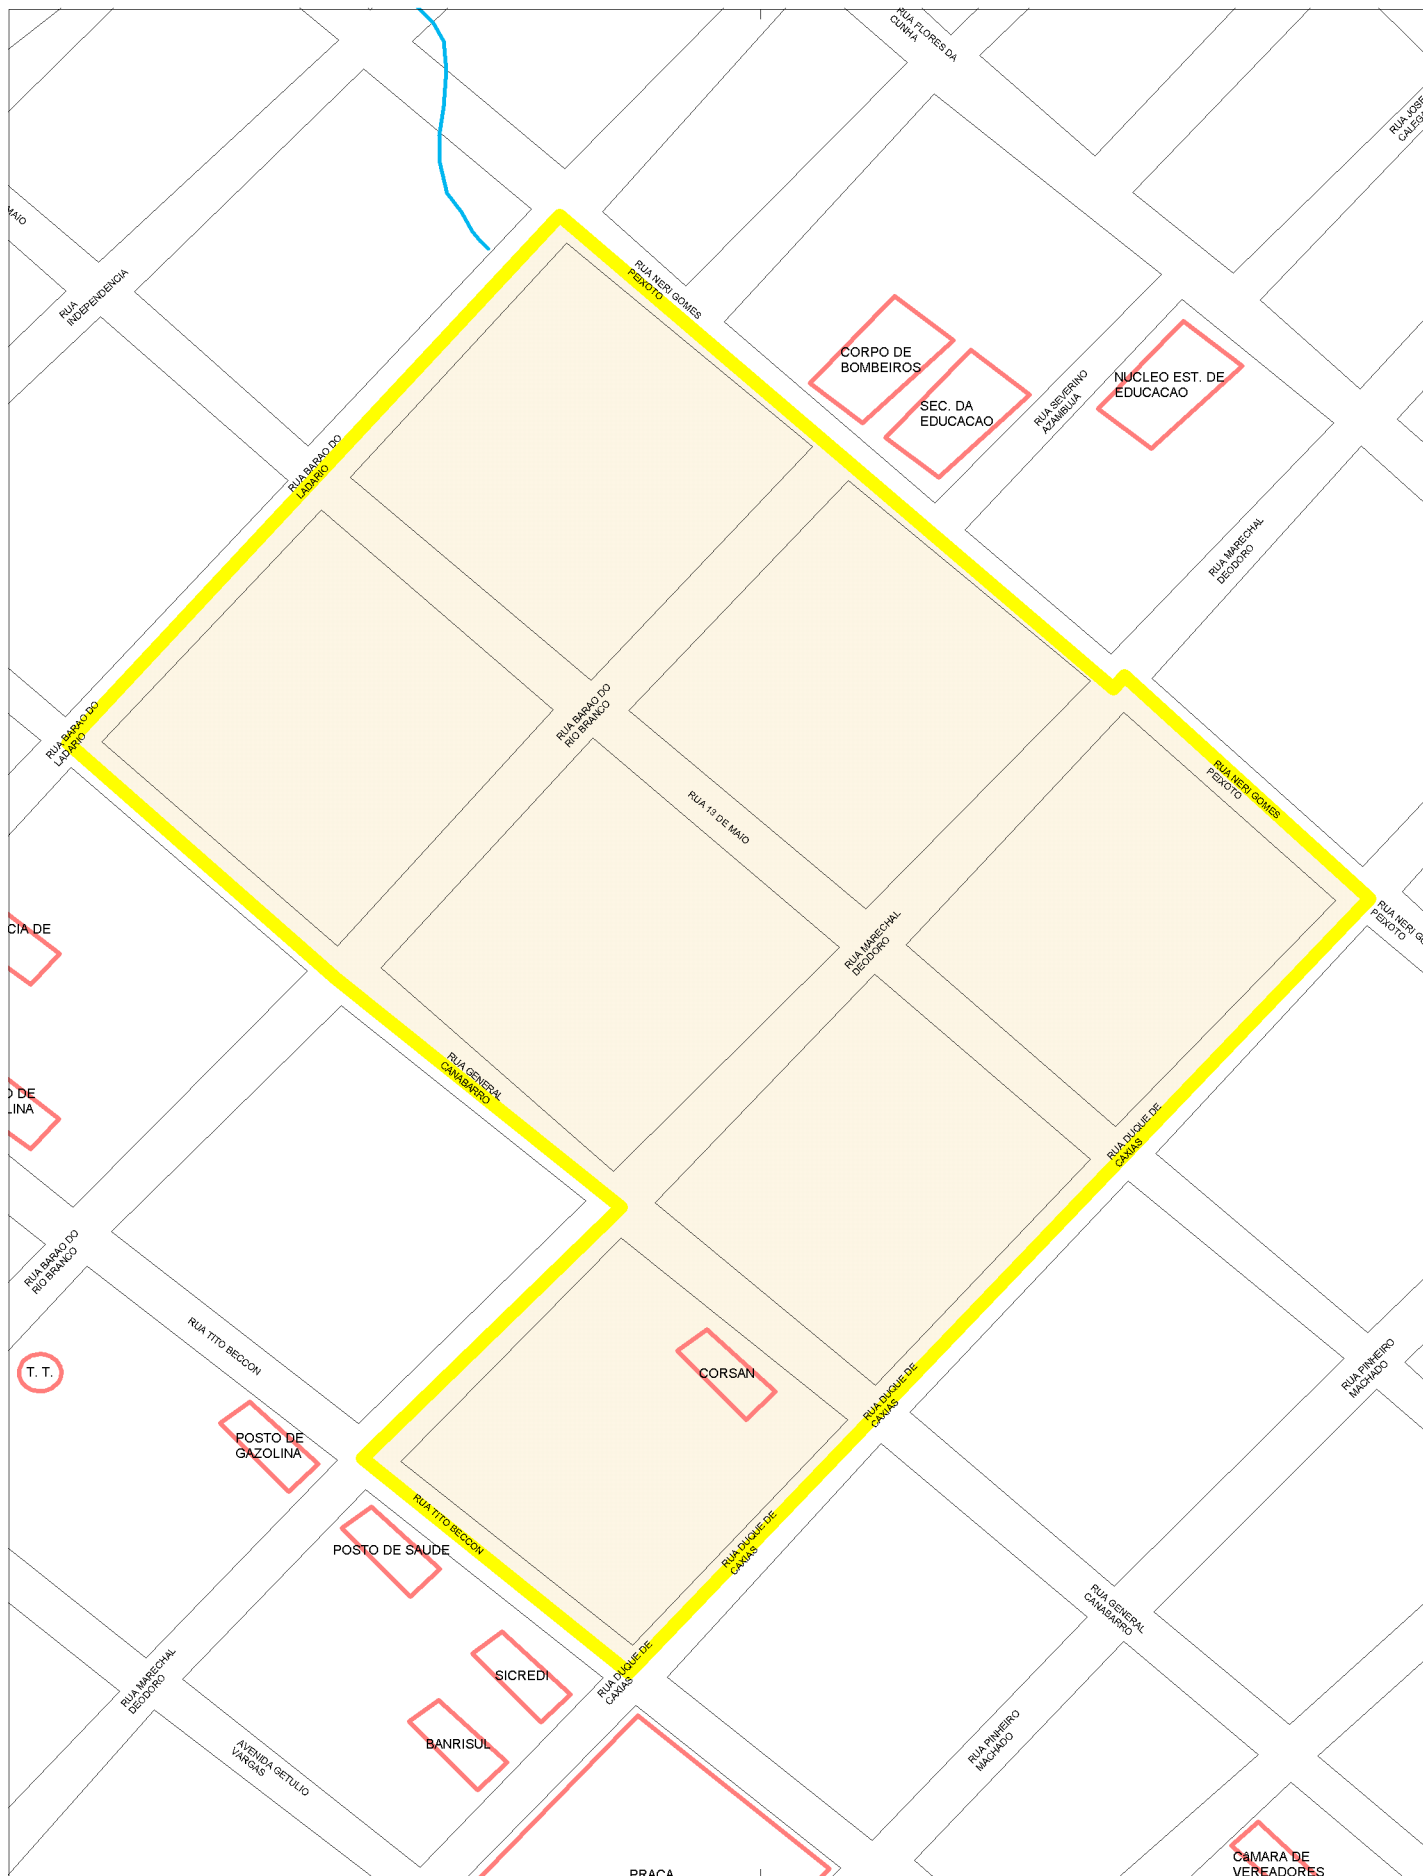 RUA FLORES DA
CUNHA
RUA JOSE
MAIO
RUA
INDEPENDENCIA
RUA NERI GOMES
PEIXOTO
CORPO DE
BOMBEIROS
SEC. DA
EDUCACAO
RUA SEVERINO
AZAMBUJA
NUCLEO EST. DE
EDUCACAO
RUA BARAO DO
LADARIO
RUA MARECHAL
DEODORO
RUA BARAO DO
LADARIO
RUA BARAO DO
RIO BRANCO
RUA 13 DE MAIO
RUA NERI GOMES
PEIXOTO
CIA DE
RUA MARECHAL
DEODORO
RUA NERI GO
PEIXOTO
RUA GENERAL
CANABARRO
O DE
LINA
RUA DUQUE DE
CAXIAS
RUA BARAO DO
RIO BRANCO
RUA TITO BECCON
T. T.
CORSAN
RUA DUQUE DE
CAXIAS
RUA PINHEIRO
MACHADO
POSTO DE
GAZOLINA
RUA TITO BECCON
POSTO DE SAUDE
RUA DUQUE DE
CAXIAS
RUA GENERAL
CANABARRO
RUA MARECHAL
DEODORO
SICREDI
RUA DUQUE DE
CAXIAS
BANRISUL
AVENIDA GETULIO
VARGAS
RUA PINHEIRO
MACHADO
PRACA
CâMARA DE
VEREADORES